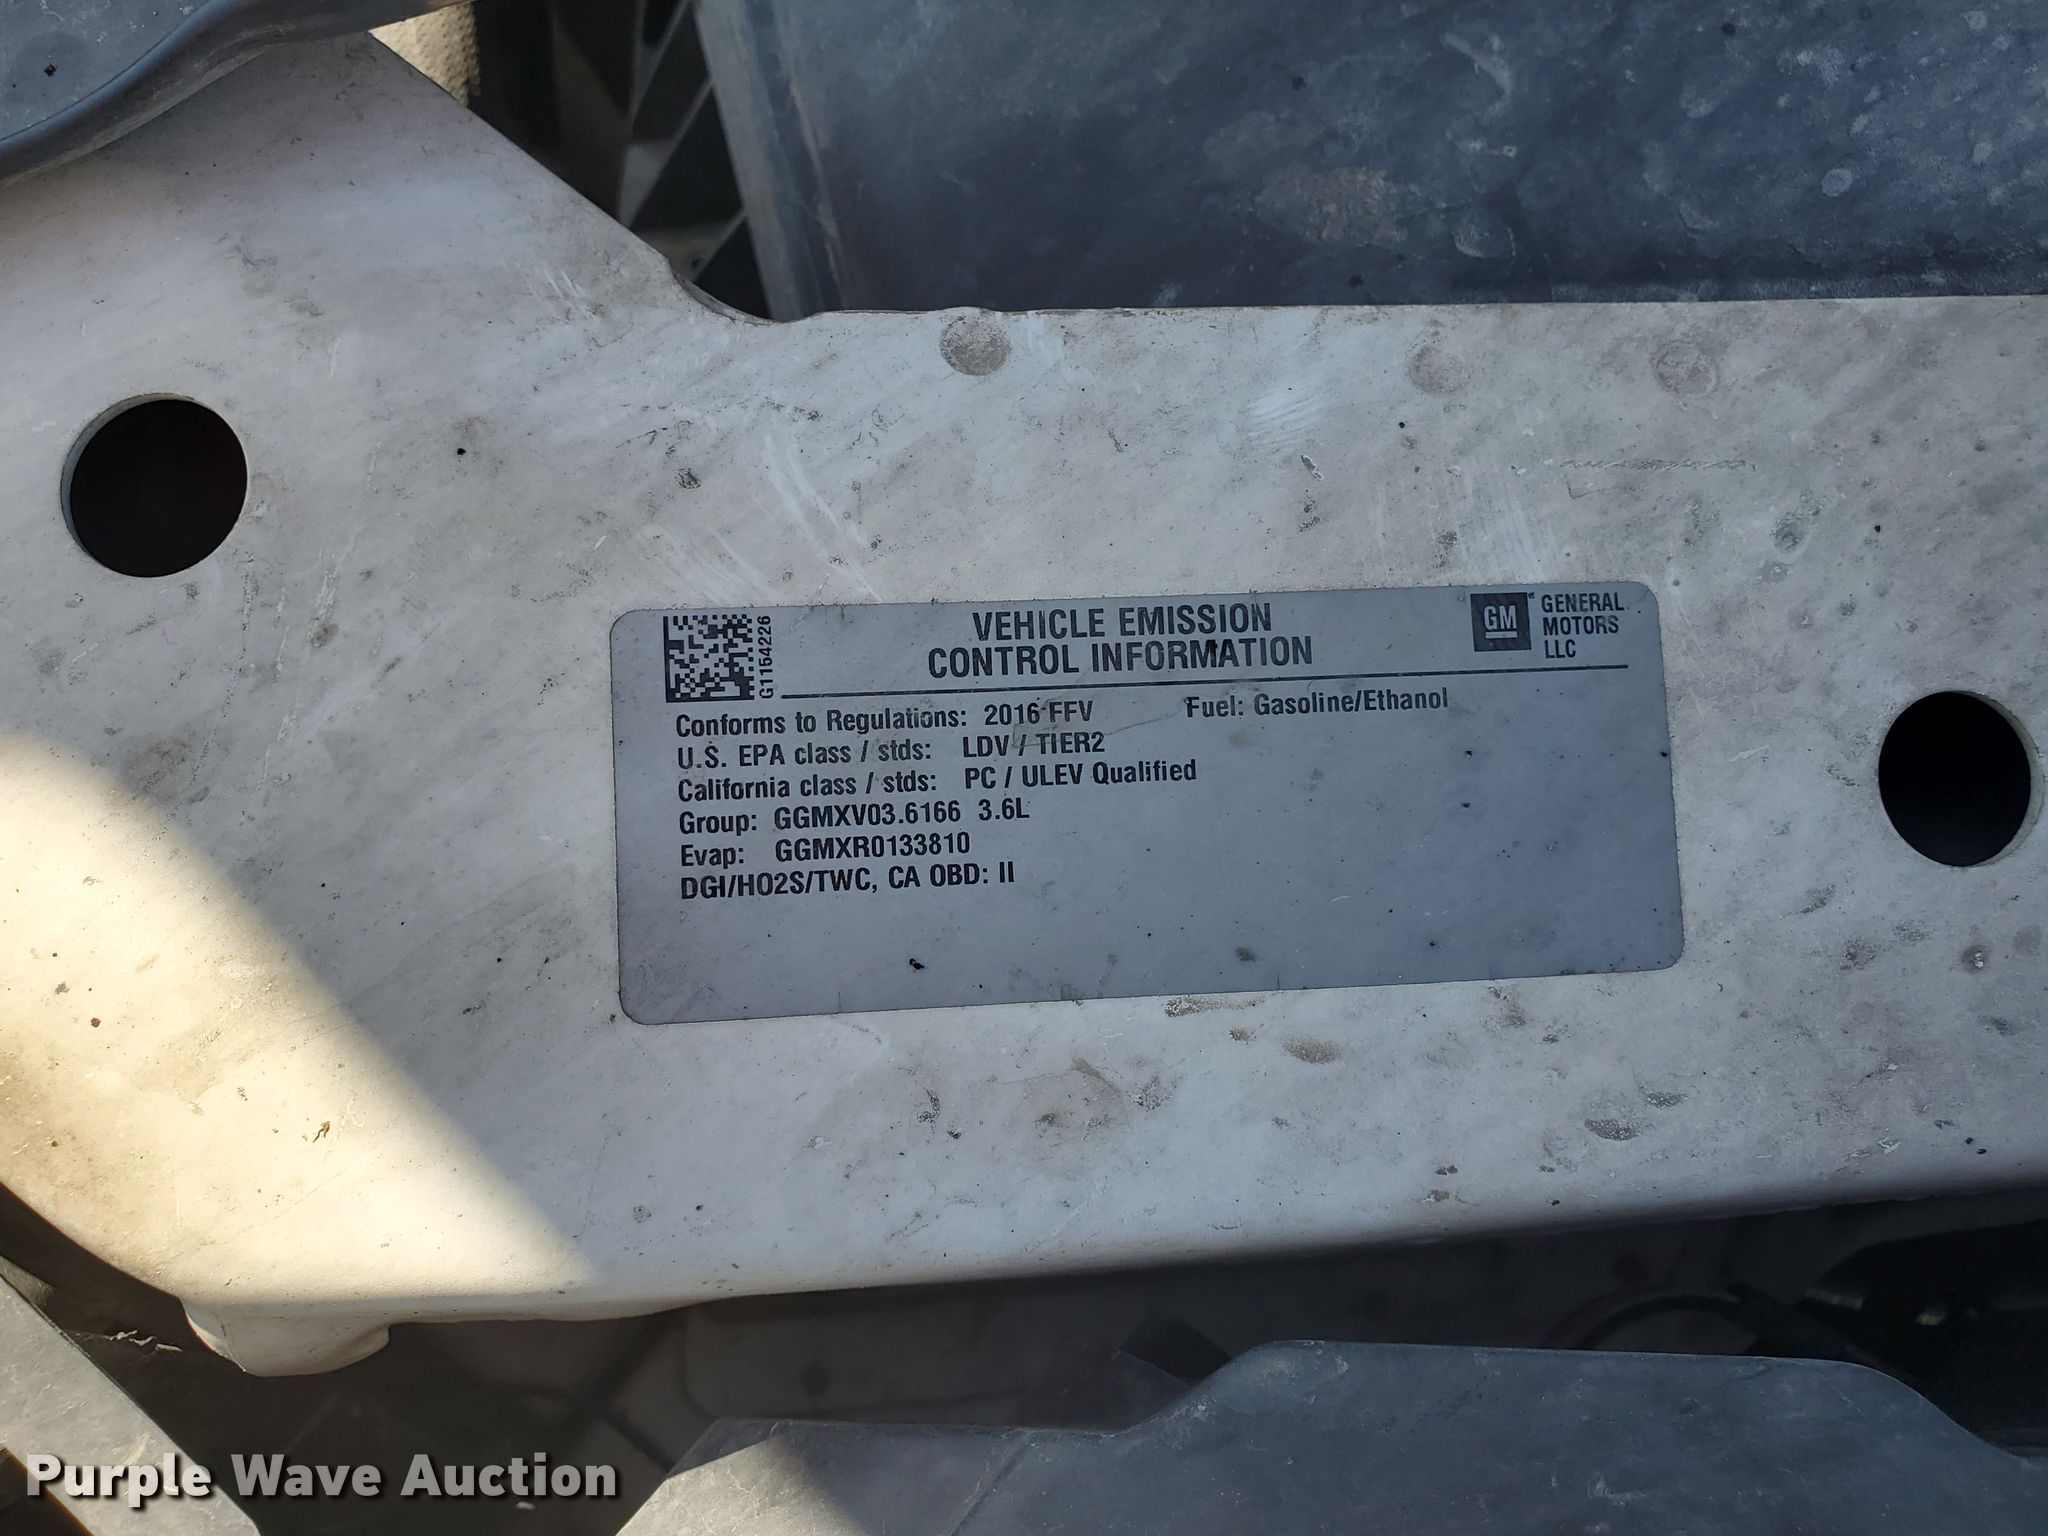 G1154226
VEHICLE EMISSION
CONTROL INFORMATION
GM
GENERAL
MOTORS
LLC
Conforms to Regulations: 2016 FFV Fuel: Gasoline/Ethanol
U.S. EPA class / stds: LDV / TIER2
California class / stds: PC / ULEV Qualified
Group: GGMXV03.6166 3.6L
Evap: GGMXR0133810
DGI/HO2S/TWC, CA OBD: II
Purple Wave Auction